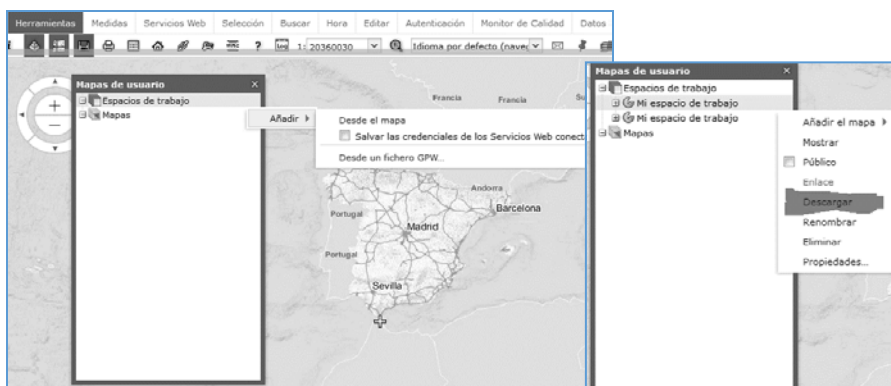 Herramientas Medidas Servicios Web Selección Buscar Hora Editar Autenticación Monitor de Calidad Datos
Log 1: 20360030 Idioma por defecto (nave
Mapas de usuario
Espacios de trabajo
Mapas
Añadir
Desde el mapa
Salvar las credenciales de los Servicios Web conect
Desde un fichero GPW...
Francia
Francia
Su
Andorra
Portugal
Barcelona
Madrid
Portugal
Sevilla
Mapas de usuario
Espacios de trabajo
Mi espacio de trabajo
Mi espacio de trabajo
Mapas
Añadir el mapa
Mostrar
Público
Enlace
Descargar
Renombrar
Eliminar
Propiedades...